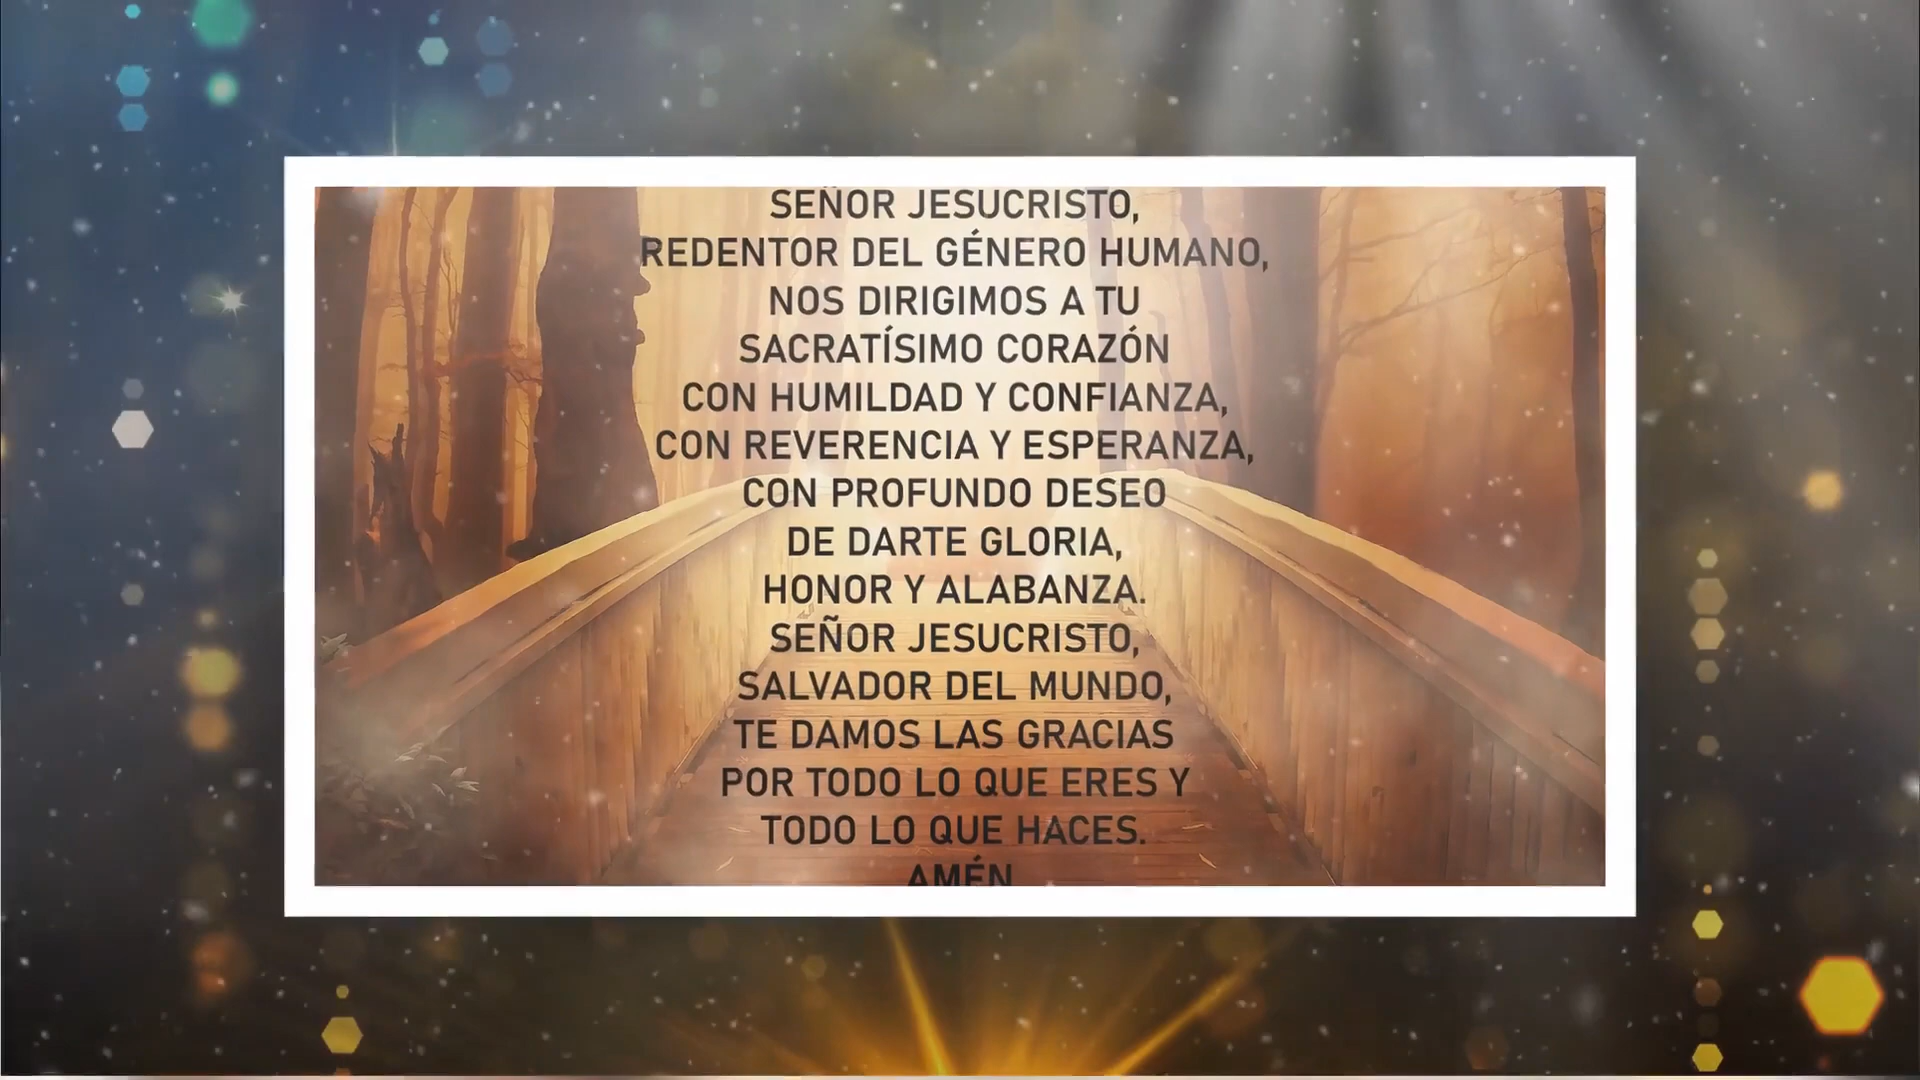 SEÑOR JESUCRISTO,
REDENTOR DEL GÉNERO HUMANO,
NOS DIRIGIMOS A TU
SACRATÍSIMO CORAZÓN
CON HUMILDAD Y CONFIANZA,
CON REVERENCIA Y ESPERANZA,
CON PROFUNDO DESEO
DE DARTE GLORIA,
HONOR Y ALABANZA.
SEÑOR JESUCRISTO,
SALVADOR DEL MUNDO,
TE DAMOS LAS GRACIAS
POR TODO LO QUE ERES Y
TODO LO QUE HACES.
AMÉN